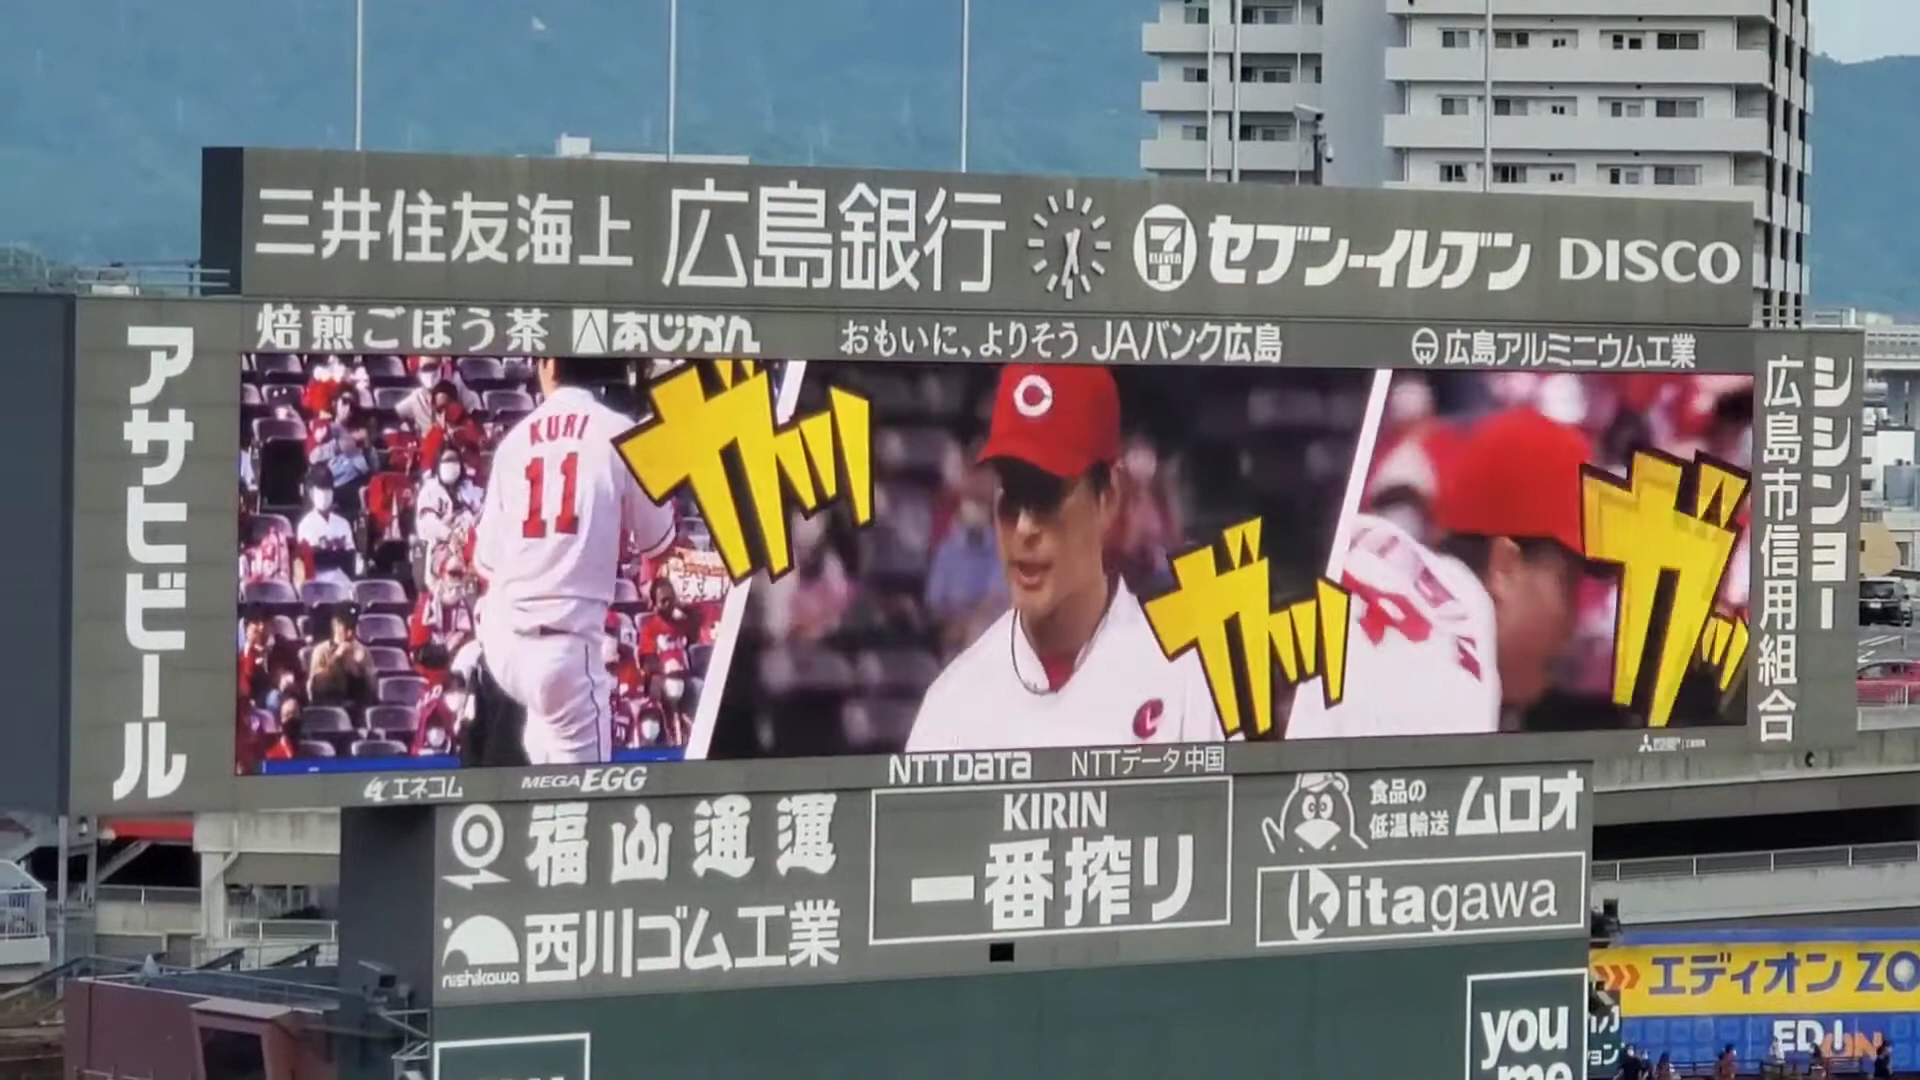 三井住友海上 広島銀行 7 ELEVEN セブン-イレブン DISCO
焙煎ごぼう茶 あじかん おもいに、よりそう JAバンク広島 広島アルミニウム工業
アサヒビール
KURI
11
ガッ
ガッ
ガッ
C
C
シシンヨー
広島市信用組合
エネコム MEGA EGG NTT DATA NTTデータ中国
福山通運
nishikawa 西川ゴム工業
KIRIN
一番搾り
食品の
低温輸送 ムロオ
kitagawa
エディオン ZO
EDION
you
me